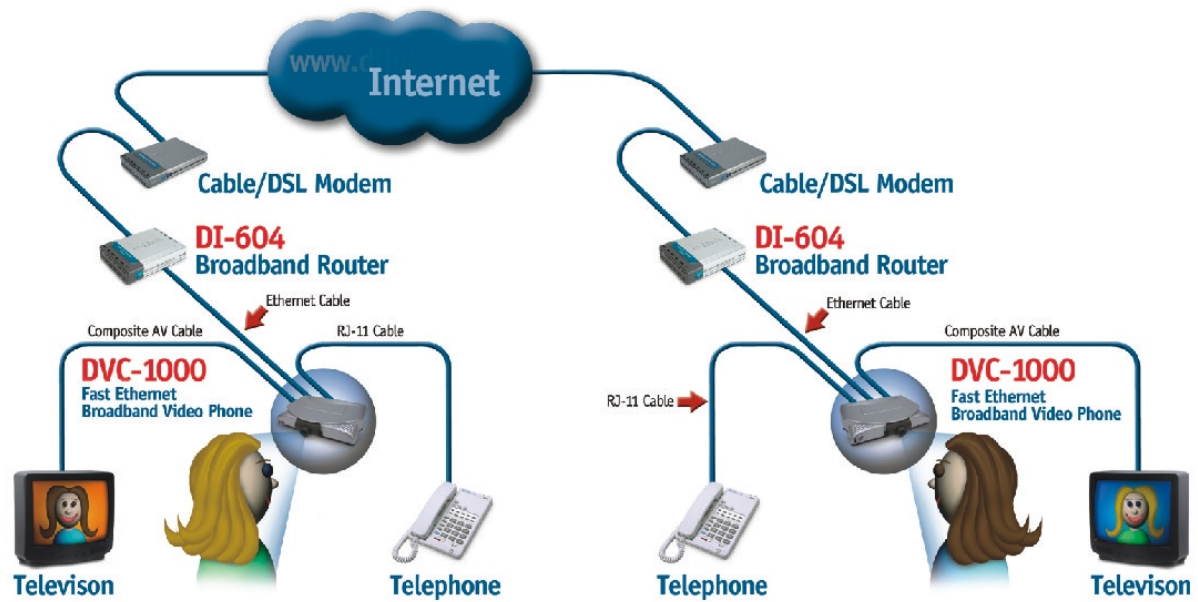 www.d
Internet
Cable/DSL Modem
Cable/DSL Modem
DI-604
Broadband Router
DI-604
Broadband Router
Ethernet Cable
Ethernet Cable
Composite AV Cable
RJ-11 Cable
Composite AV Cable
DVC-1000
Fast Ethernet
Broadband Video Phone
DVC-1000
Fast Ethernet
Broadband Video Phone
RJ-11 Cable
Televison
Telephone
Telephone
Televison